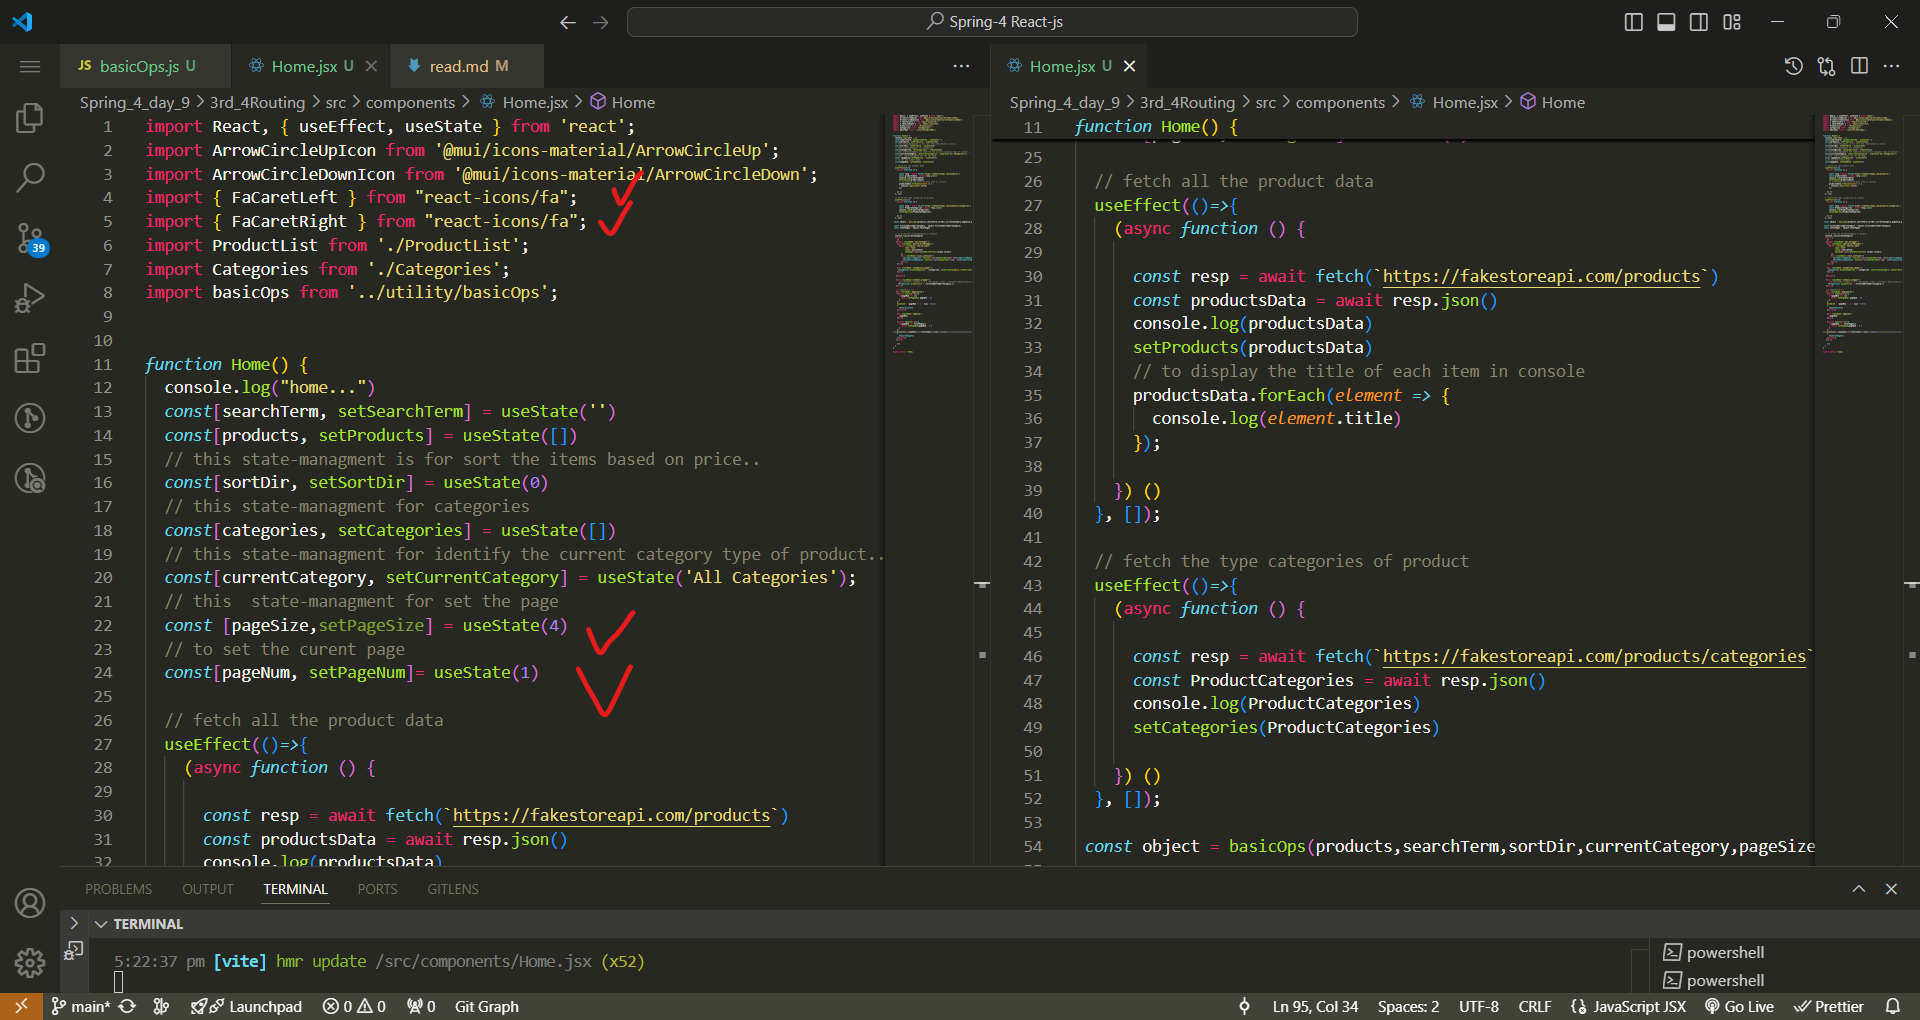 Spring-4 React-js
JS basicOps.js U
Home.jsx U
read.md M
Home.jsx U
Spring_4_day_9 > 3rd_4Routing > src > components > Home.jsx > Home
1 import React, { useEffect, useState } from 'react';
2 import ArrowCircleUpIcon from '@mui/icons-material/ArrowCircleUp';
3 import ArrowCircleDownIcon from '@mui/icons-material/ArrowCircleDown';
4 import { FaCaretLeft } from "react-icons/fa";
5 import { FaCaretRight } from "react-icons/fa";
6 import ProductList from './ProductList';
7 import Categories from './Categories';
8 import basicOps from '../utility/basicOps';
9
10
11 function Home() {
12 console.log("home...")
13 const[searchTerm, setSearchTerm] = useState('')
14 const[products, setProducts] = useState([])
15 // this state-managment is for sort the items based on price..
16 const[sortDir, setSortDir] = useState(0)
17 // this state-managment for categories
18 const[categories, setCategories] = useState([])
19 // this state-managment for identify the current category type of product..
20 const[currentCategory, setCurrentCategory] = useState('All Categories');
21 // this  state-managment for set the page
22 const [pageSize,setPageSize] = useState(4)
23 // to set the curent page
24 const[pageNum, setPageNum]= useState(1)
25
26 // fetch all the product data
27 useEffect(()=>{
28 (async function () {
29
30 const resp = await fetch(`https://fakestoreapi.com/products`)
31 const productsData = await resp.json()
32 console.log(productsData)
Spring_4_day_9 > 3rd_4Routing > src > components > Home.jsx > Home
11 function Home() {
25
26 // fetch all the product data
27 useEffect(()=>{
28 (async function () {
29
30 const resp = await fetch(`https://fakestoreapi.com/products`)
31 const productsData = await resp.json()
32 console.log(productsData)
33 setProducts(productsData)
34 // to display the title of each item in console
35 productsData.forEach(element => {
36 console.log(element.title)
37 });
38
39 }) ()
40 }, []);
41
42 // fetch the type categories of product
43 useEffect(()=>{
44 (async function () {
45
46 const resp = await fetch(`https://fakestoreapi.com/products/categories`
47 const ProductCategories = await resp.json()
48 console.log(ProductCategories)
49 setCategories(ProductCategories)
50
51 }) ()
52 }, []);
53
54 const object = basicOps(products,searchTerm,sortDir,currentCategory,pageSize
39
PROBLEMS OUTPUT TERMINAL PORTS GITLENS
TERMINAL
5:22:37 pm [vite] hmr update /src/components/Home.jsx (x52)
powershell
powershell
main* Launchpad 0 0 0 Git Graph Ln 95, Col 34 Spaces: 2 UTF-8 CRLF {} JavaScript JSX Go Live Prettier